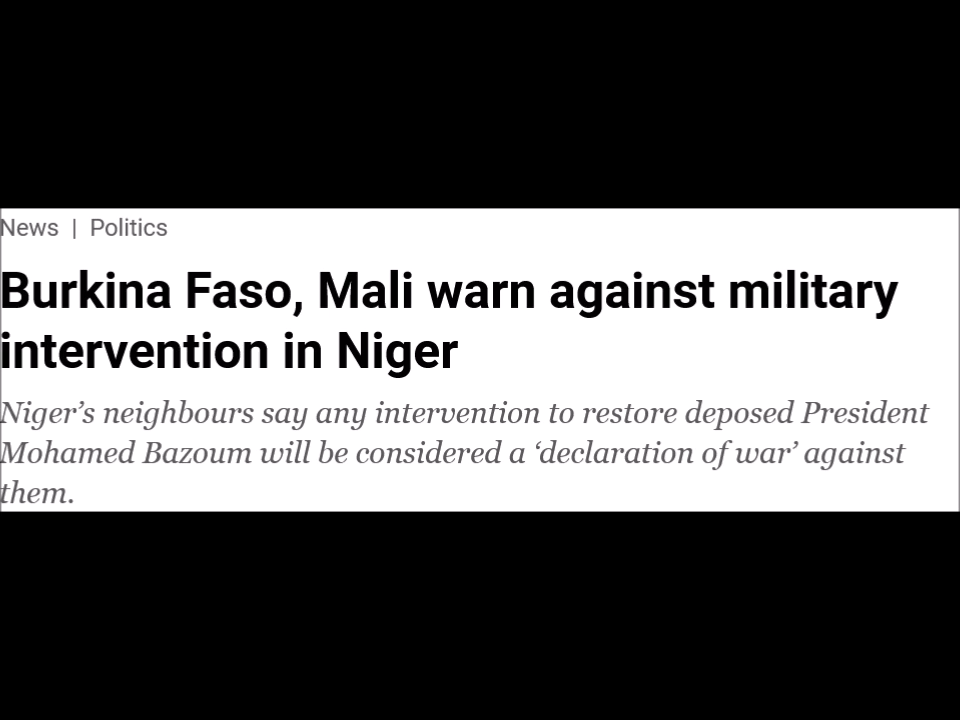 News | Politics
Burkina Faso, Mali warn against military
intervention in Niger
Niger’s neighbours say any intervention to restore deposed President
Mohamed Bazoum will be considered a ‘declaration of war’ against
them.